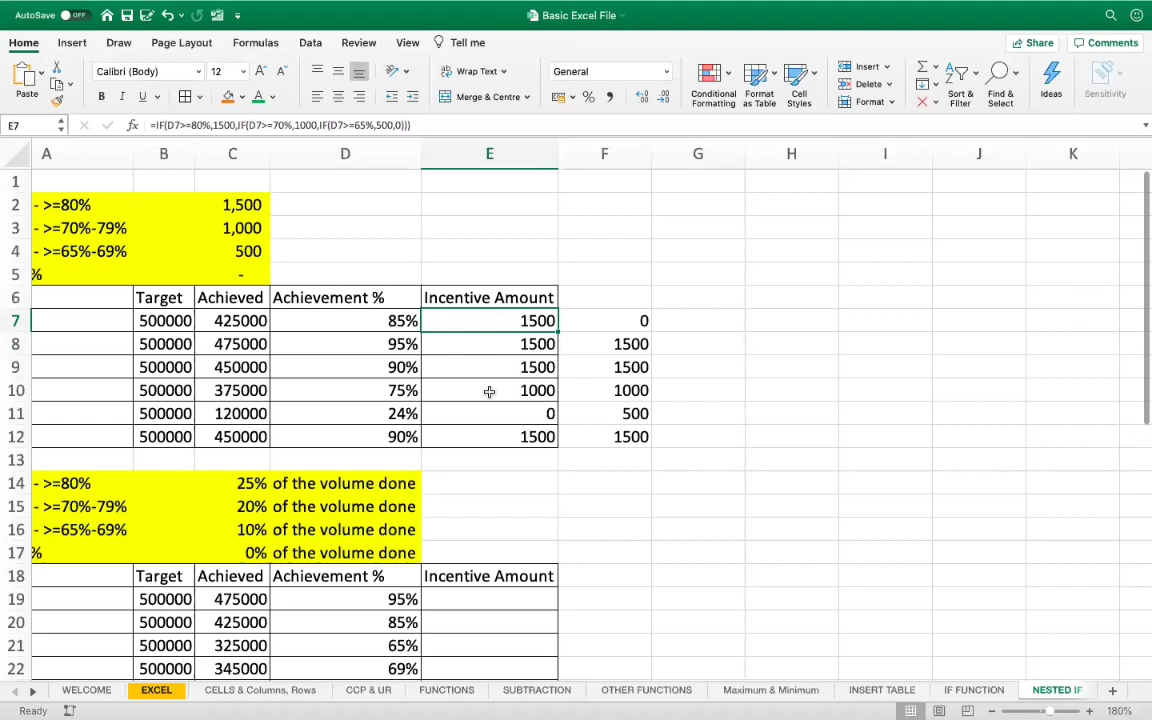 AutoSave OFF Basic Excel File
Home Insert Draw Page Layout Formulas Data Review View Tell me Share Comments
Paste Calibri (Body) 12 A A Wrap Text General Conditional Formatting Format as Table Cell Styles Insert Delete Format Sort & Filter Find & Select Ideas Sensitivity
B I U A Merge & Centre % ,
E7 fx =IF(D7>=80%,1500,IF(D7>=70%,1000,IF(D7>=65%,500,0)))
A B C D E F G H I J K
1
2 - >=80% 1,500
3 - >=70%-79% 1,000
4 - >=65%-69% 500
5 % -
6 Target Achieved Achievement % Incentive Amount
7 500000 425000 85% 1500 0
8 500000 475000 95% 1500 1500
9 500000 450000 90% 1500 1500
10 500000 375000 75% 1000 1000
11 500000 120000 24% 0 500
12 500000 450000 90% 1500 1500
13
14 - >=80% 25% of the volume done
15 - >=70%-79% 20% of the volume done
16 - >=65%-69% 10% of the volume done
17 % 0% of the volume done
18 Target Achieved Achievement % Incentive Amount
19 500000 475000 95%
20 500000 425000 85%
21 500000 325000 65%
22 500000 345000 69%
WELCOME EXCEL CELLS & Columns, Rows CCP & UR FUNCTIONS SUBTRACTION OTHER FUNCTIONS Maximum & Minimum INSERT TABLE IF FUNCTION NESTED IF +
Ready 180%